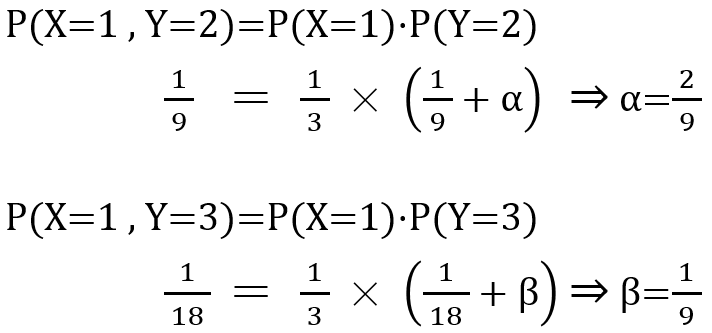 P(X=1 , Y=2)=P(X=1)·P(Y=2)
1/9 = 1/3 × (1/9 + α) ⇒ α=2/9
P(X=1 , Y=3)=P(X=1)·P(Y=3)
1/18 = 1/3 × (1/18 + β) ⇒ β=1/9